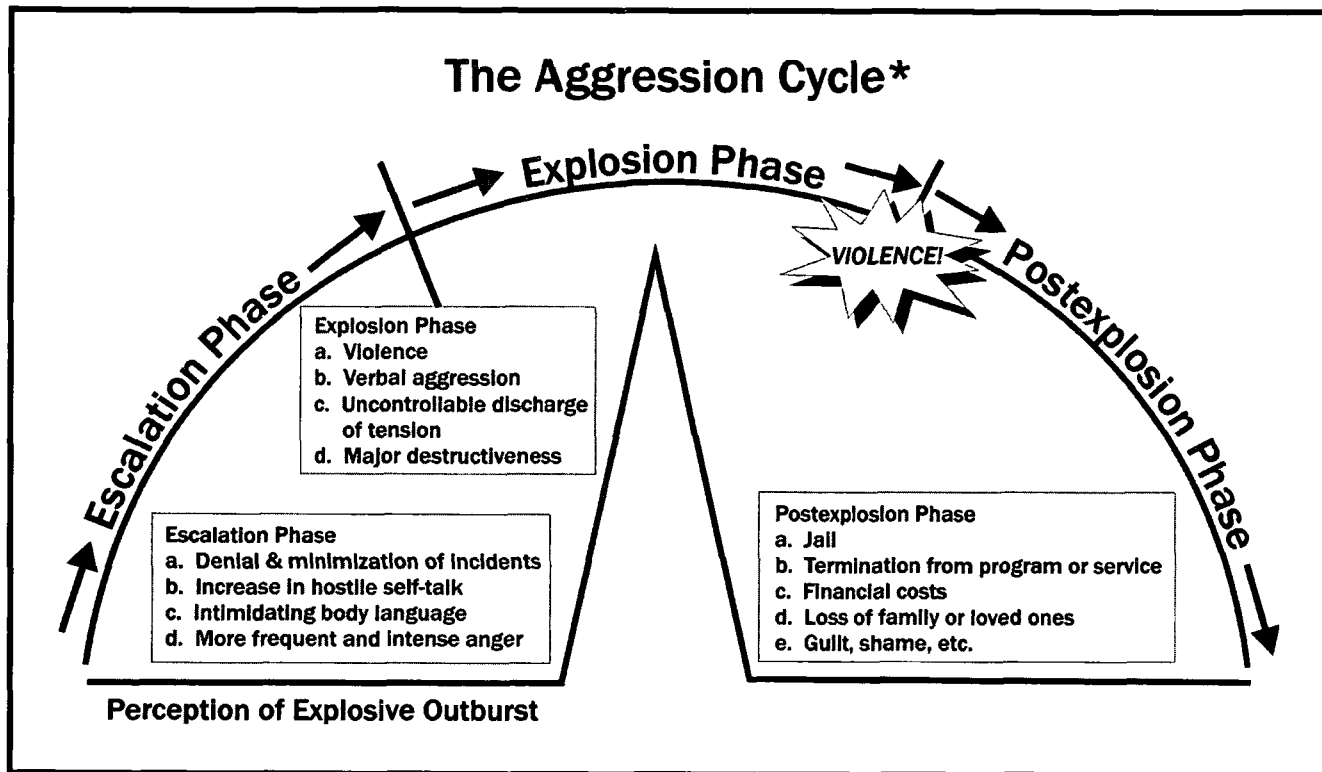 The Aggression Cycle*
Escalation Phase
Explosion Phase
VIOLENCE!
Postexplosion Phase
Explosion Phase
a. Violence
b. Verbal aggression
c. Uncontrollable discharge
of tension
d. Major destructiveness
Escalation Phase
a. Denial & minimization of incidents
b. Increase in hostile self-talk
c. Intimidating body language
d. More frequent and intense anger
Postexplosion Phase
a. Jail
b. Termination from program or service
c. Financial costs
d. Loss of family or loved ones
e. Guilt, shame, etc.
Perception of Explosive Outburst